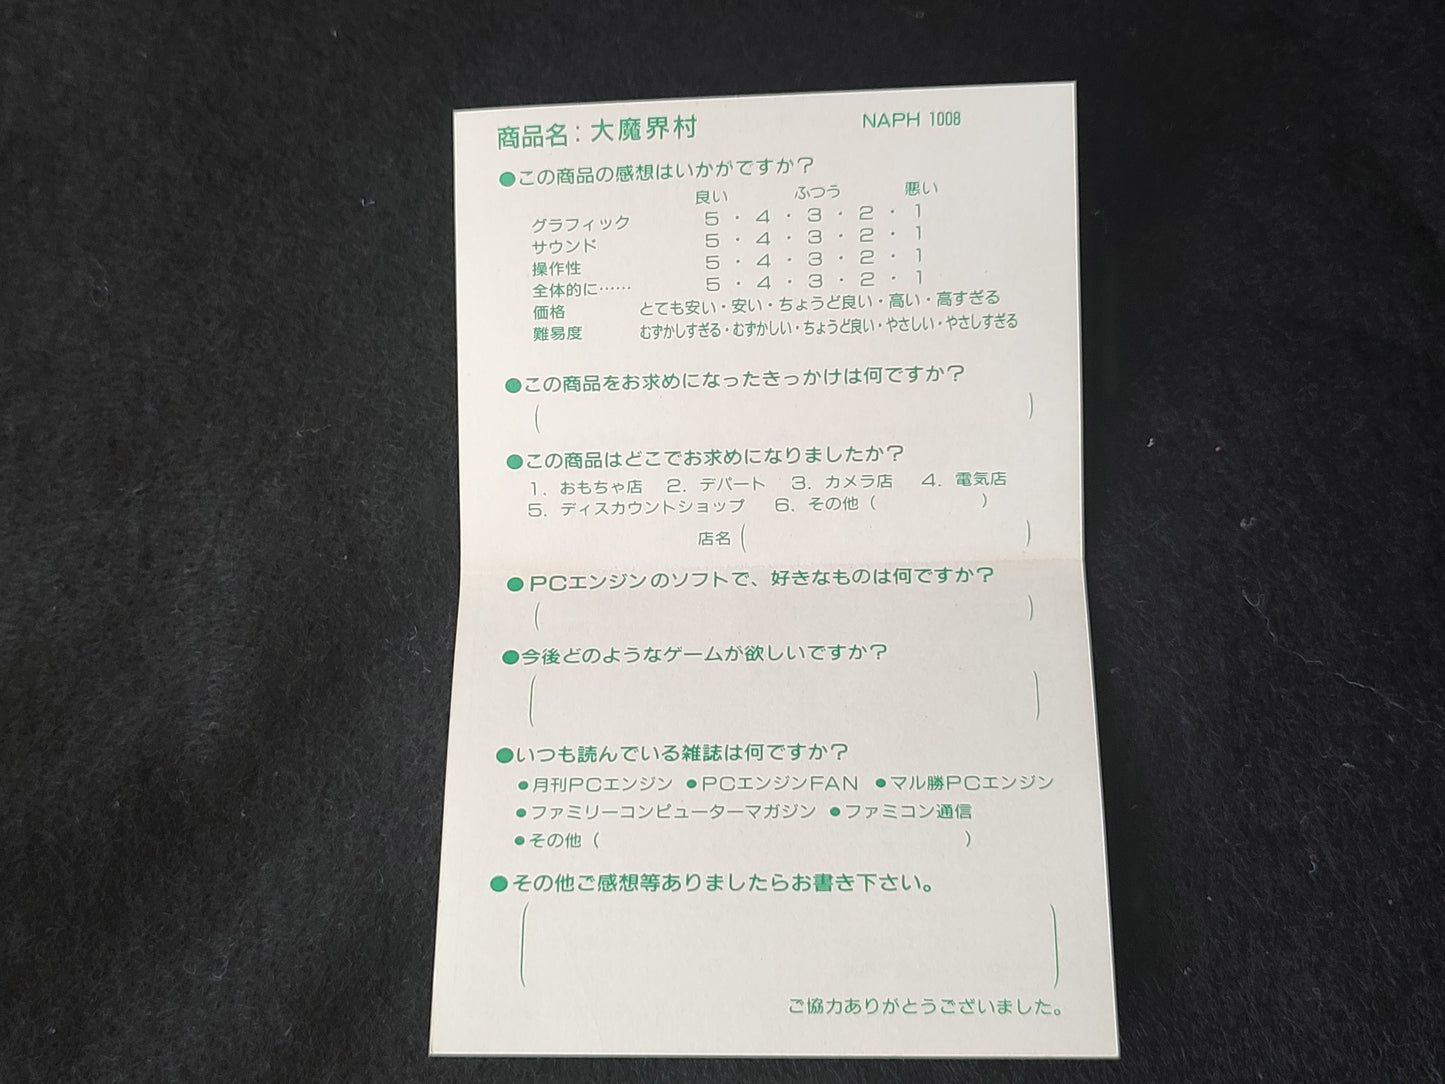 商品名：大魔界村 NAPH 1008
●この商品の感想はいかがですか？
良い ふつう 悪い
グラフィック 5・4・3・2・1
サウンド 5・4・3・2・1
操作性 5・4・3・2・1
全体的に…… 5・4・3・2・1
価格 とても安い・安い・ちょうど良い・高い・高すぎる
難易度 むずかしすぎる・むずかしい・ちょうど良い・やさしい・やさしすぎる
●この商品をお求めになったきっかけは何ですか？
( )
●この商品はどこでお求めになりましたか？
1．おもちゃ店 2．デパート 3．カメラ店 4．電気店
5．ディスカウントショップ 6．その他（ ）
店名( )
●PCエンジンのソフトで、好きなものは何ですか？
( )
●今後どのようなゲームが欲しいですか？
( )
●いつも読んでいる雑誌は何ですか？
●月刊PCエンジン ●PCエンジンFAN ●マル勝PCエンジン
●ファミリーコンピューターマガジン ●ファミコン通信
●その他（ ）
●その他ご感想等ありましたらお書き下さい。
( )
ご協力ありがとうございました。